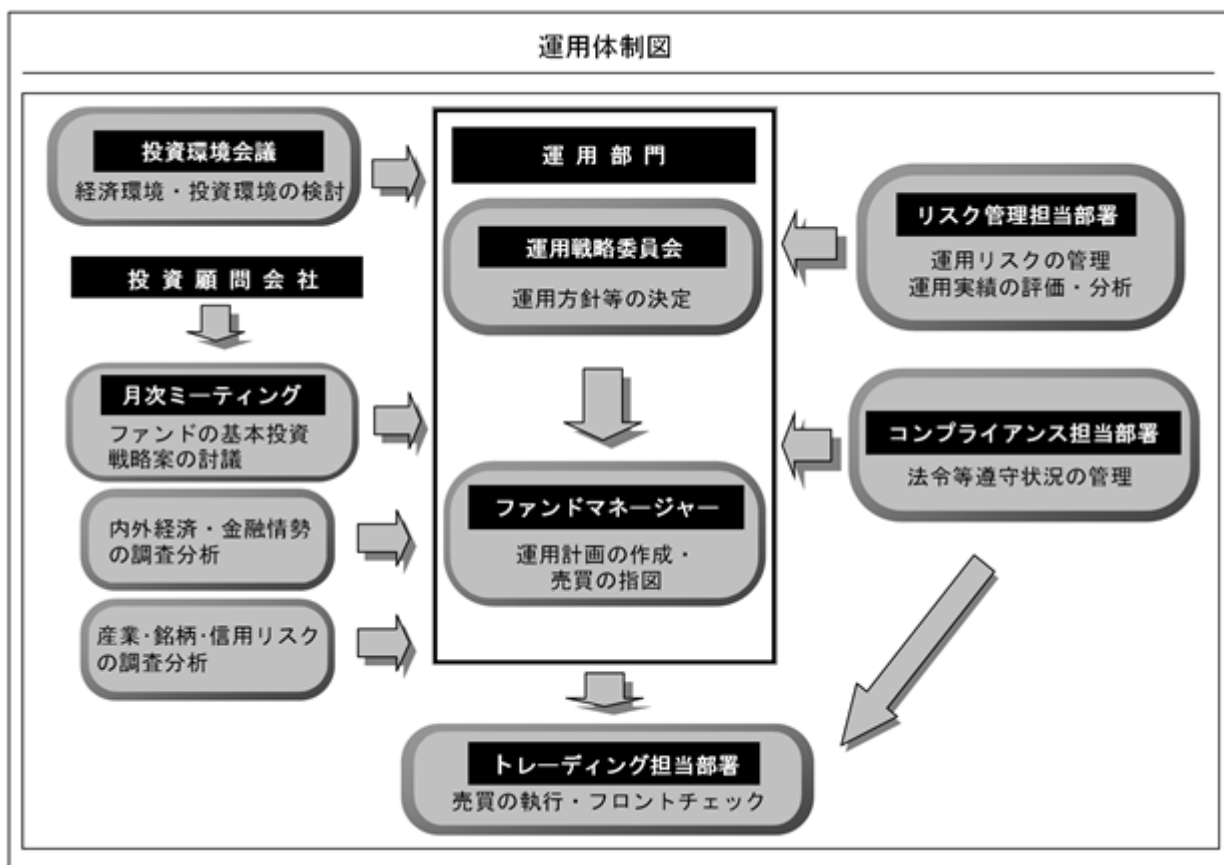 運用体制図
投資環境会議
経済環境・投資環境の検討
投資顧問会社
月次ミーティング
ファンドの基本投資
戦略案の討議
内外経済・金融情勢
の調査分析
産業・銘柄・信用リスク
の調査分析
運用部門
運用戦略委員会
運用方針等の決定
ファンドマネージャー
運用計画の作成・
売買の指図
リスク管理担当部署
運用リスクの管理
運用実績の評価・分析
コンプライアンス担当部署
法令等遵守状況の管理
トレーディング担当部署
売買の執行・フロントチェック